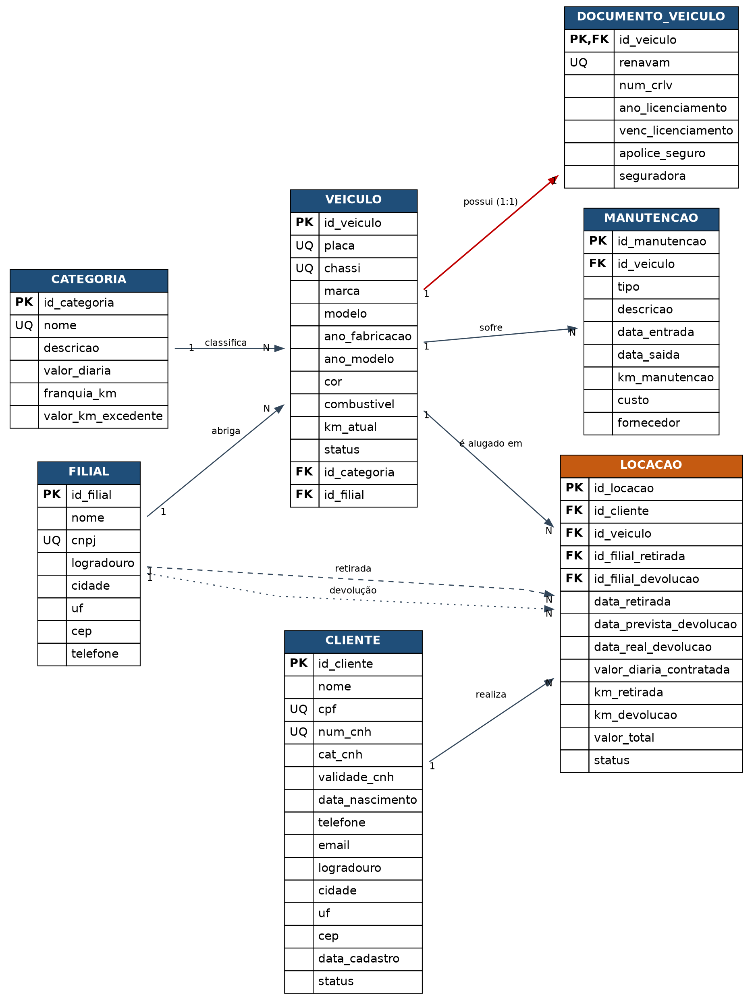 DOCUMENTO_VEICULO
PK,FK id_veiculo
UQ renavam
num_crlv
ano_licenciamento
venc_licenciamento
apolice_seguro
seguradora
possui (1:1)
1
1
VEICULO
PK id_veiculo
UQ placa
UQ chassi
marca
modelo
ano_fabricacao
ano_modelo
cor
combustivel
km_atual
status
FK id_categoria
FK id_filial
MANUTENCAO
PK id_manutencao
FK id_veiculo
tipo
descricao
data_entrada
data_saida
km_manutencao
custo
fornecedor
sofre
1
N
CATEGORIA
PK id_categoria
UQ nome
descricao
valor_diaria
franquia_km
valor_km_excedente
classifica
1
N
abriga
1
N
é alugado em
1
N
FILIAL
PK id_filial
nome
UQ cnpj
logradouro
cidade
uf
cep
telefone
retirada
1
N
devolução
1
N
LOCACAO
PK id_locacao
FK id_cliente
FK id_veiculo
FK id_filial_retirada
FK id_filial_devolucao
data_retirada
data_prevista_devolucao
data_real_devolucao
valor_diaria_contratada
km_retirada
km_devolucao
valor_total
status
realiza
1
N
CLIENTE
PK id_cliente
nome
UQ cpf
UQ num_cnh
cat_cnh
validade_cnh
data_nascimento
telefone
email
logradouro
cidade
uf
cep
data_cadastro
status